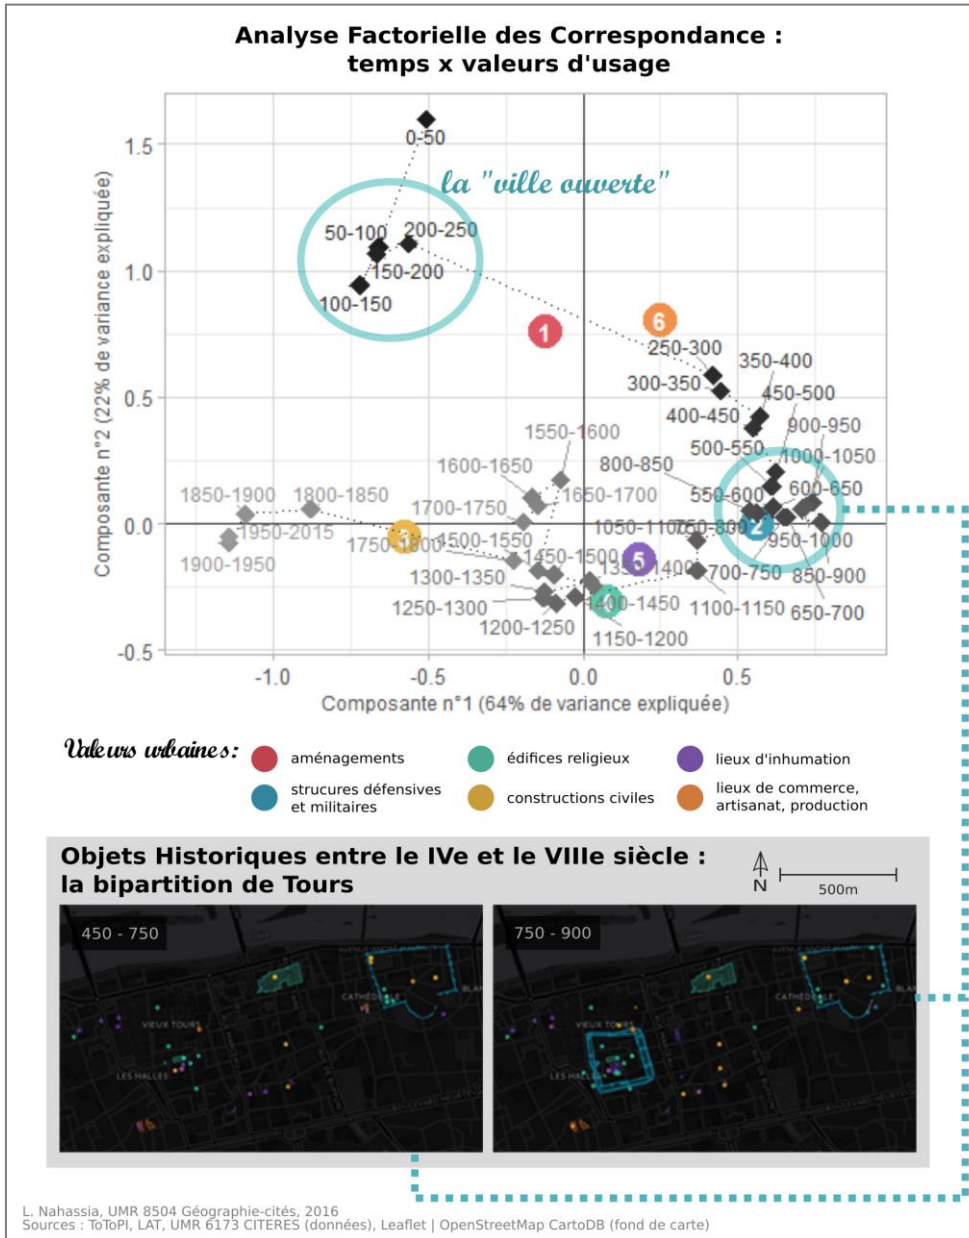 Analyse Factorielle des Correspondance :
temps x valeurs d'usage
Composante n°2 (22% de variance expliquée)
1.5
1.0
0.5
0.0
-0.5
0-50
la "ville ouverte"
50-100
200-250
150-200
100-150
1
6
250-300
350-400
300-350
450-500
400-450
900-950
1550-1600
500-550
1000-1050
1600-1650
800-850
1850-1900
1800-1850
1700-1750
1650-1700
550-600
600-650
1950-2015
1750-1800
3
1500-1550
1050-1100
750-800
2
950-1000
1900-1950
1450-1500
5
1300-1350
1350-1400
700-750
850-900
1250-1300
1400-1450
4
1100-1150
650-700
1200-1250
1150-1200
-1.0
-0.5
0.0
0.5
Composante n°1 (64% de variance expliquée)
Valeurs urbaines:
aménagements
édifices religieux
lieux d'inhumation
strucures défensives
et militaires
constructions civiles
lieux de commerce,
artisanat, production
Objets Historiques entre le IVe et le VIIIe siècle :
la bipartition de Tours
N
500m
450 - 750
CATHÉDRALE
VIEUX TOURS
LES HALLES
750 - 900
CATHÉDRALE
VIEUX TOURS
LES HALLES
L. Nahassia, UMR 8504 Géographie-cités, 2016
Sources : ToToPI, LAT, UMR 6173 CITERES (données), Leaflet | OpenStreetMap CartoDB (fond de carte)